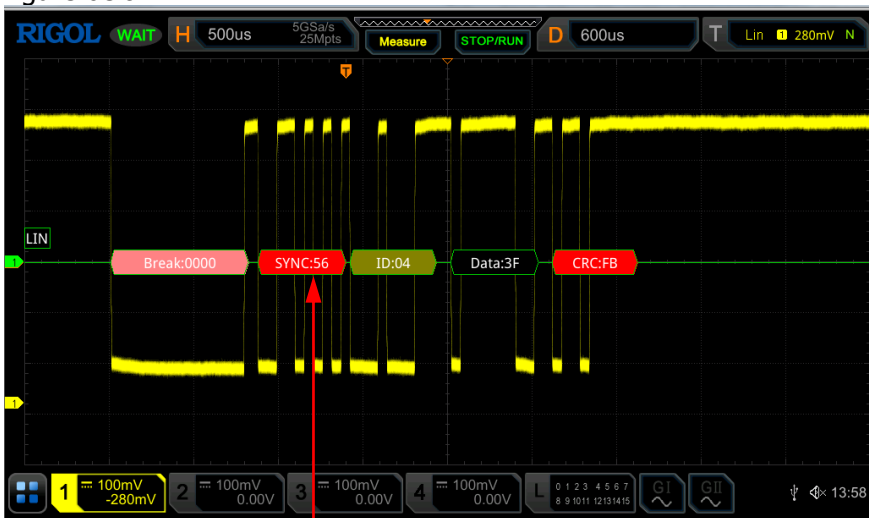 RIGOL WAIT H 500us 5GSa/s 25Mpts Measure STOP/RUN D 600us T Lin 1 280mV N
T
LIN
1 Break:0000 SYNC:56 ID:04 Data:3F CRC:FB
1
1 100mV -280mV 2 100mV 0.00V 3 100mV 0.00V 4 100mV 0.00V L 0 1 2 3 4 5 6 7 8 9 10 11 12 13 14 15 GI GII 13:58